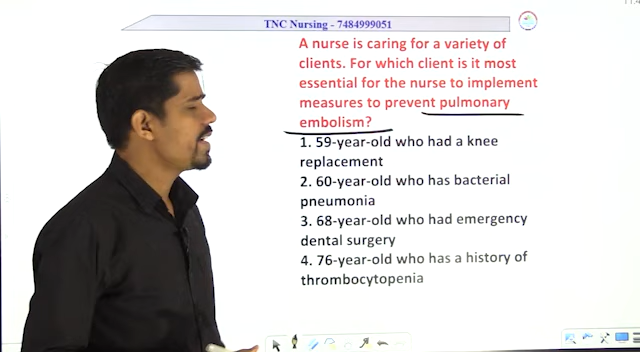 TNC Nursing - 7484999051
A nurse is caring for a variety of
clients. For which client is it most
essential for the nurse to implement
measures to prevent pulmonary
embolism?
1. 59-year-old who had a knee
replacement
2. 60-year-old who has bacterial
pneumonia
3. 68-year-old who had emergency
dental surgery
4. 76-year-old who has a history of
thrombocytopenia